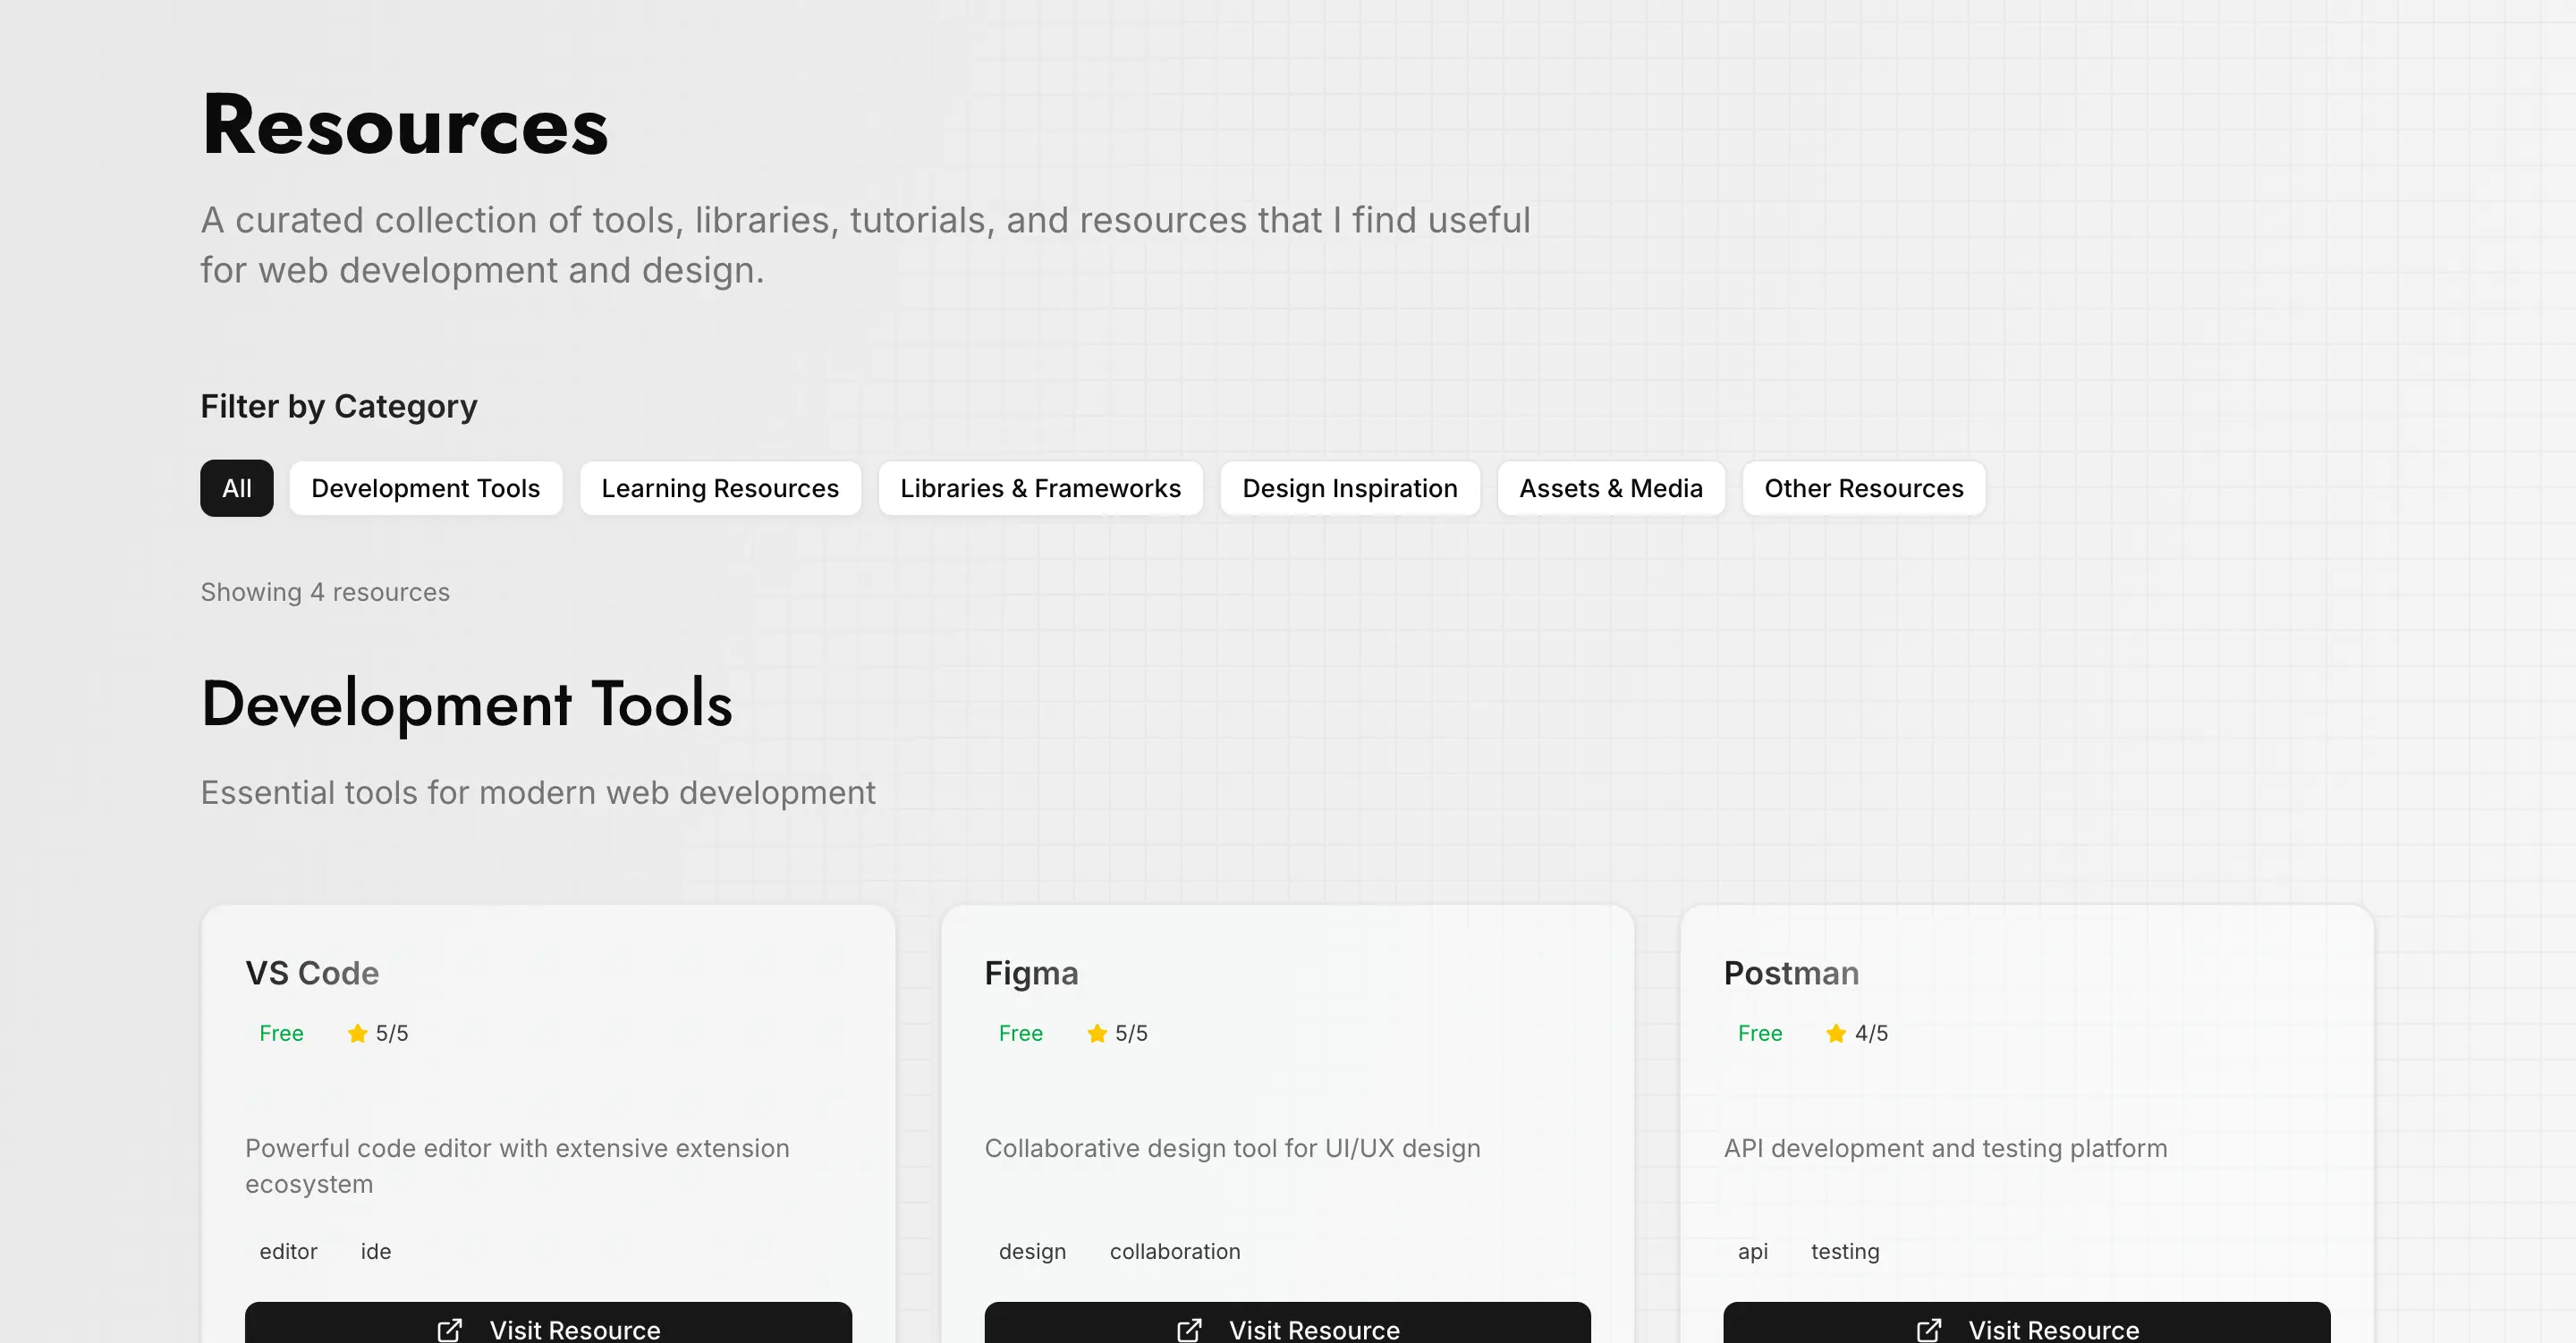 Resources
A curated collection of tools, libraries, tutorials, and resources that I find useful
for web development and design.
Filter by Category
All Development Tools Learning Resources Libraries & Frameworks Design Inspiration Assets & Media Other Resources
Showing 4 resources
Development Tools
Essential tools for modern web development
VS Code
Free 5/5
Powerful code editor with extensive extension
ecosystem
editor ide
Visit Resource
Figma
Free 5/5
Collaborative design tool for UI/UX design
design collaboration
Visit Resource
Postman
Free 4/5
API development and testing platform
api testing
Visit Resource